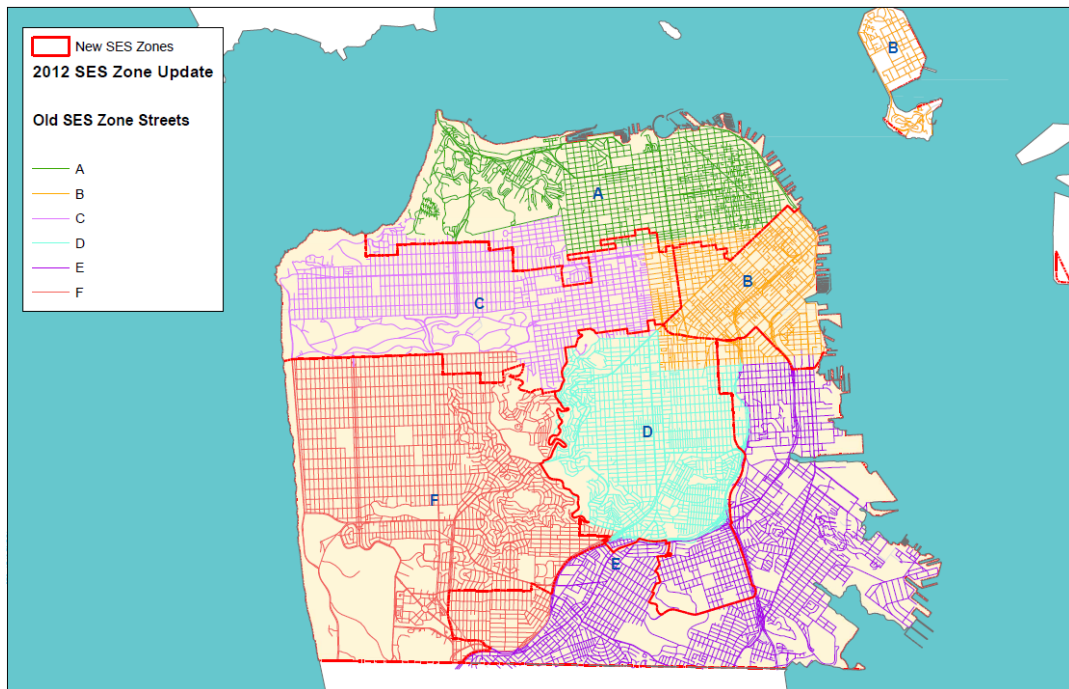 New SES Zones
2012 SES Zone Update
Old SES Zone Streets
A
B
C
D
E
F
B
A
B
C
D
F
E